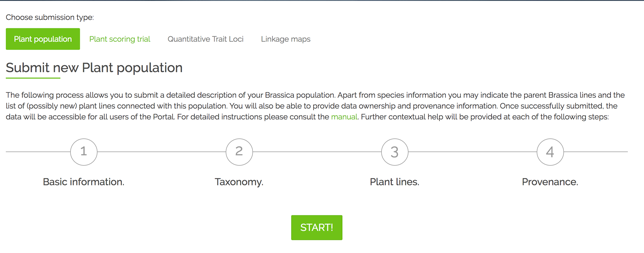 Choose submission type:
Plant population Plant scoring trial Quantitative Trait Loci Linkage maps
Submit new Plant population
The following process allows you to submit a detailed description of your Brassica population. Apart from species information you may indicate the parent Brassica lines and the
list of (possibly new) plant lines connected with this population. You will also be able to provide data ownership and provenance information. Once successfully submitted, the
data will be accessible for all users of the Portal. For detailed instructions please consult the manual. Further contextual help will be provided at each of the following steps:
1 2 3 4
Basic information. Taxonomy. Plant lines. Provenance.
START!